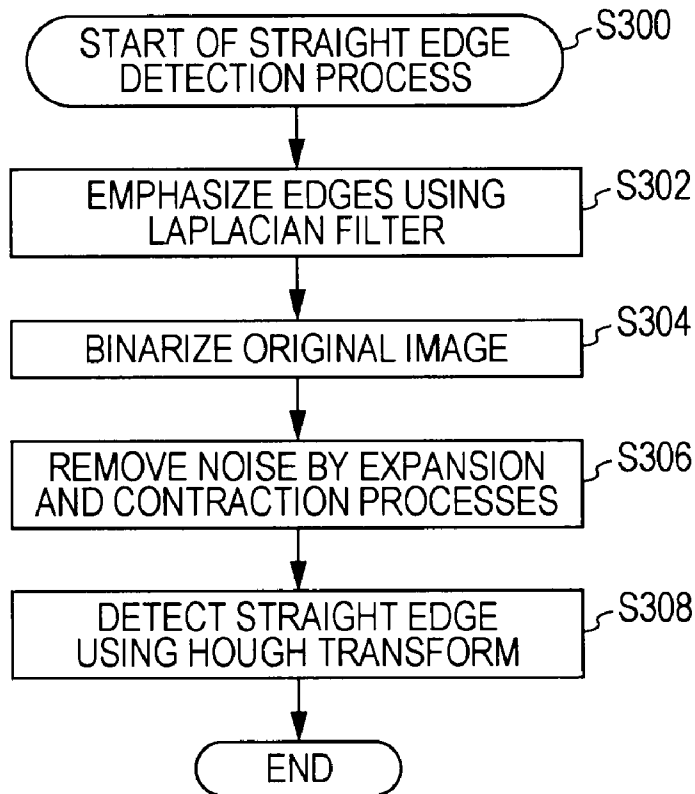 START OF STRAIGHT EDGE
DETECTION PROCESS
S300
EMPHASIZE EDGES USING
LAPLACIAN FILTER
S302
BINARIZE ORIGINAL IMAGE
S304
REMOVE NOISE BY EXPANSION
AND CONTRACTION PROCESSES
S306
DETECT STRAIGHT EDGE
USING HOUGH TRANSFORM
S308
END